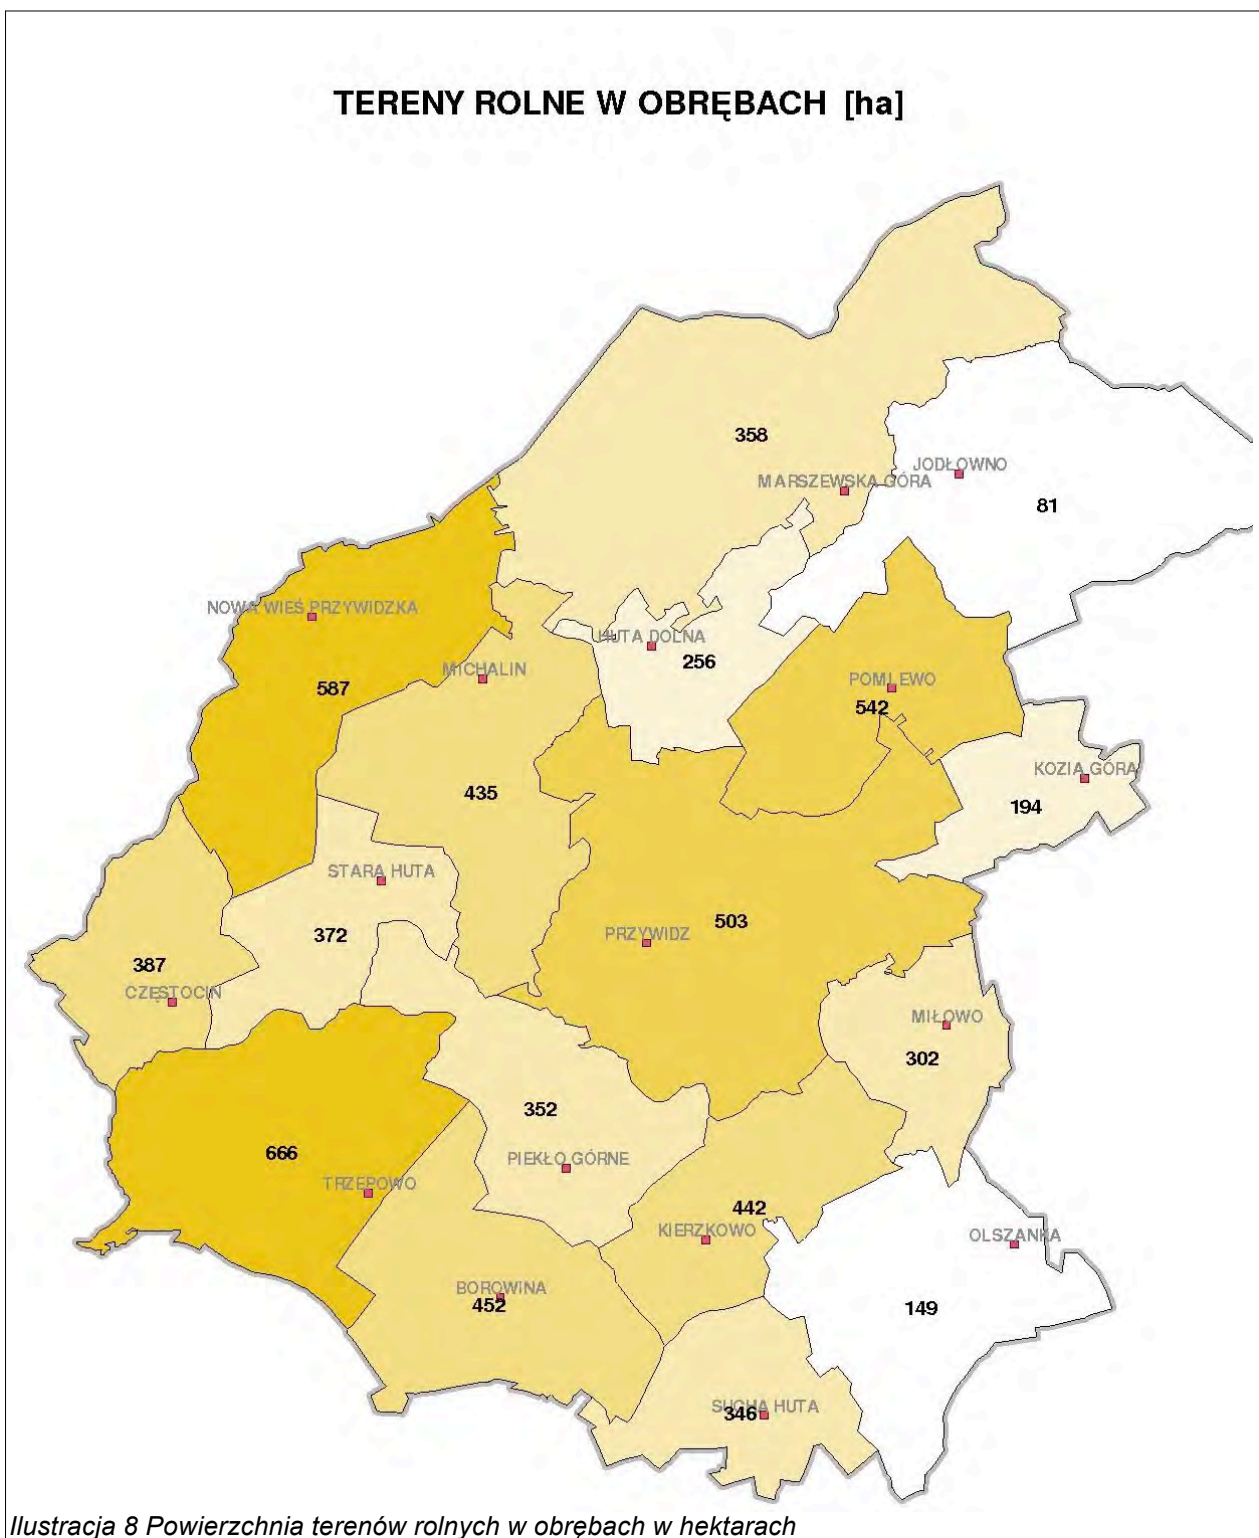 TERENY ROLNE W OBRĘBACH [ha]
358
JODŁOWNO
MARSZEWSKA GÓRA
81
NOWA WIEŚ PRZYWIDZKA
HUTA DOLNA
256
MICHALIN
587
POMLEWO
542
KOZIA GÓRA
435
194
STARA HUTA
372
503
PRZYWIDZ
387
CZĘSTOCIN
MIŁOWO
302
352
666
PIEKŁO GÓRNE
TRZEPOWO
442
KIERZKOWO
OLSZANKA
BOROWINA
452
149
SUCHA HUTA
346
Ilustracja 8 Powierzchnia terenów rolnych w obrębach w hektarach